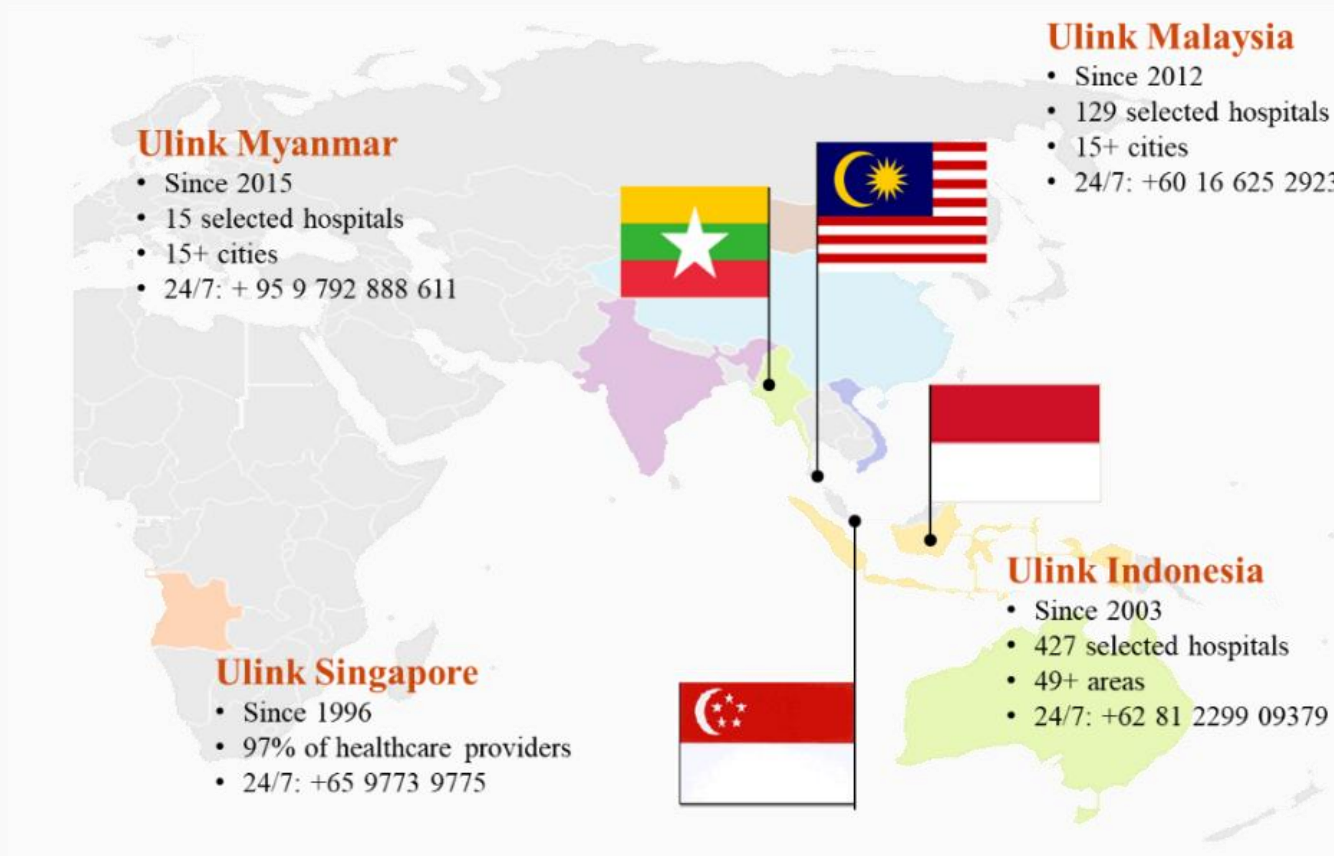 Ulink Malaysia
• Since 2012
• 129 selected hospitals
• 15+ cities
• 24/7: +60 16 625 2923
Ulink Myanmar
• Since 2015
• 15 selected hospitals
• 15+ cities
• 24/7: + 95 9 792 888 611
Ulink Indonesia
• Since 2003
• 427 selected hospitals
• 49+ areas
• 24/7: +62 81 2299 09379
Ulink Singapore
• Since 1996
• 97% of healthcare providers
• 24/7: +65 9773 9775